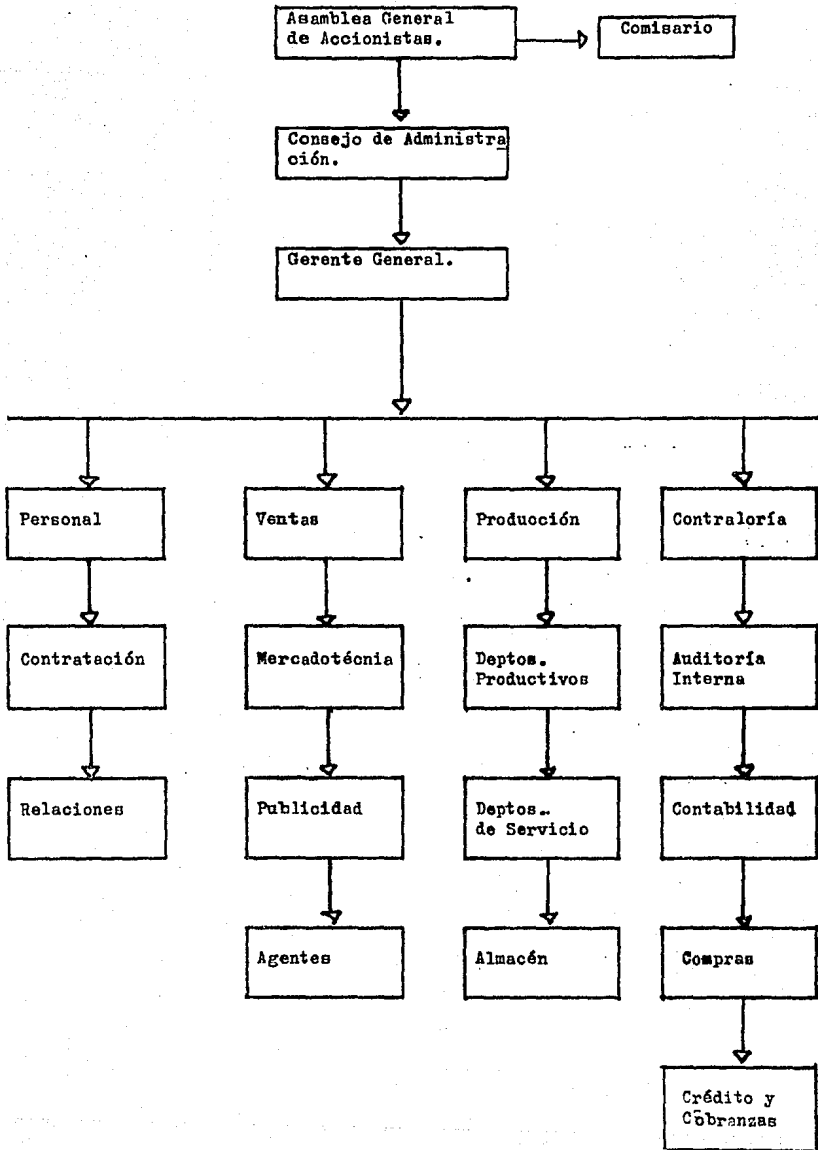 Asamblea General
de Accionistas.
Comisario
Consejo de Administra
ción.
Gerente General.
Personal
Ventas
Producción
Contraloría
Contratación
Mercadotécnia
Deptos.
Productivos
Auditoría
Interna
Relaciones
Publicidad
Deptos..
de Servicio
Contabilidad
Agentes
Almacén
Compras
Crédito y
Cobranzas